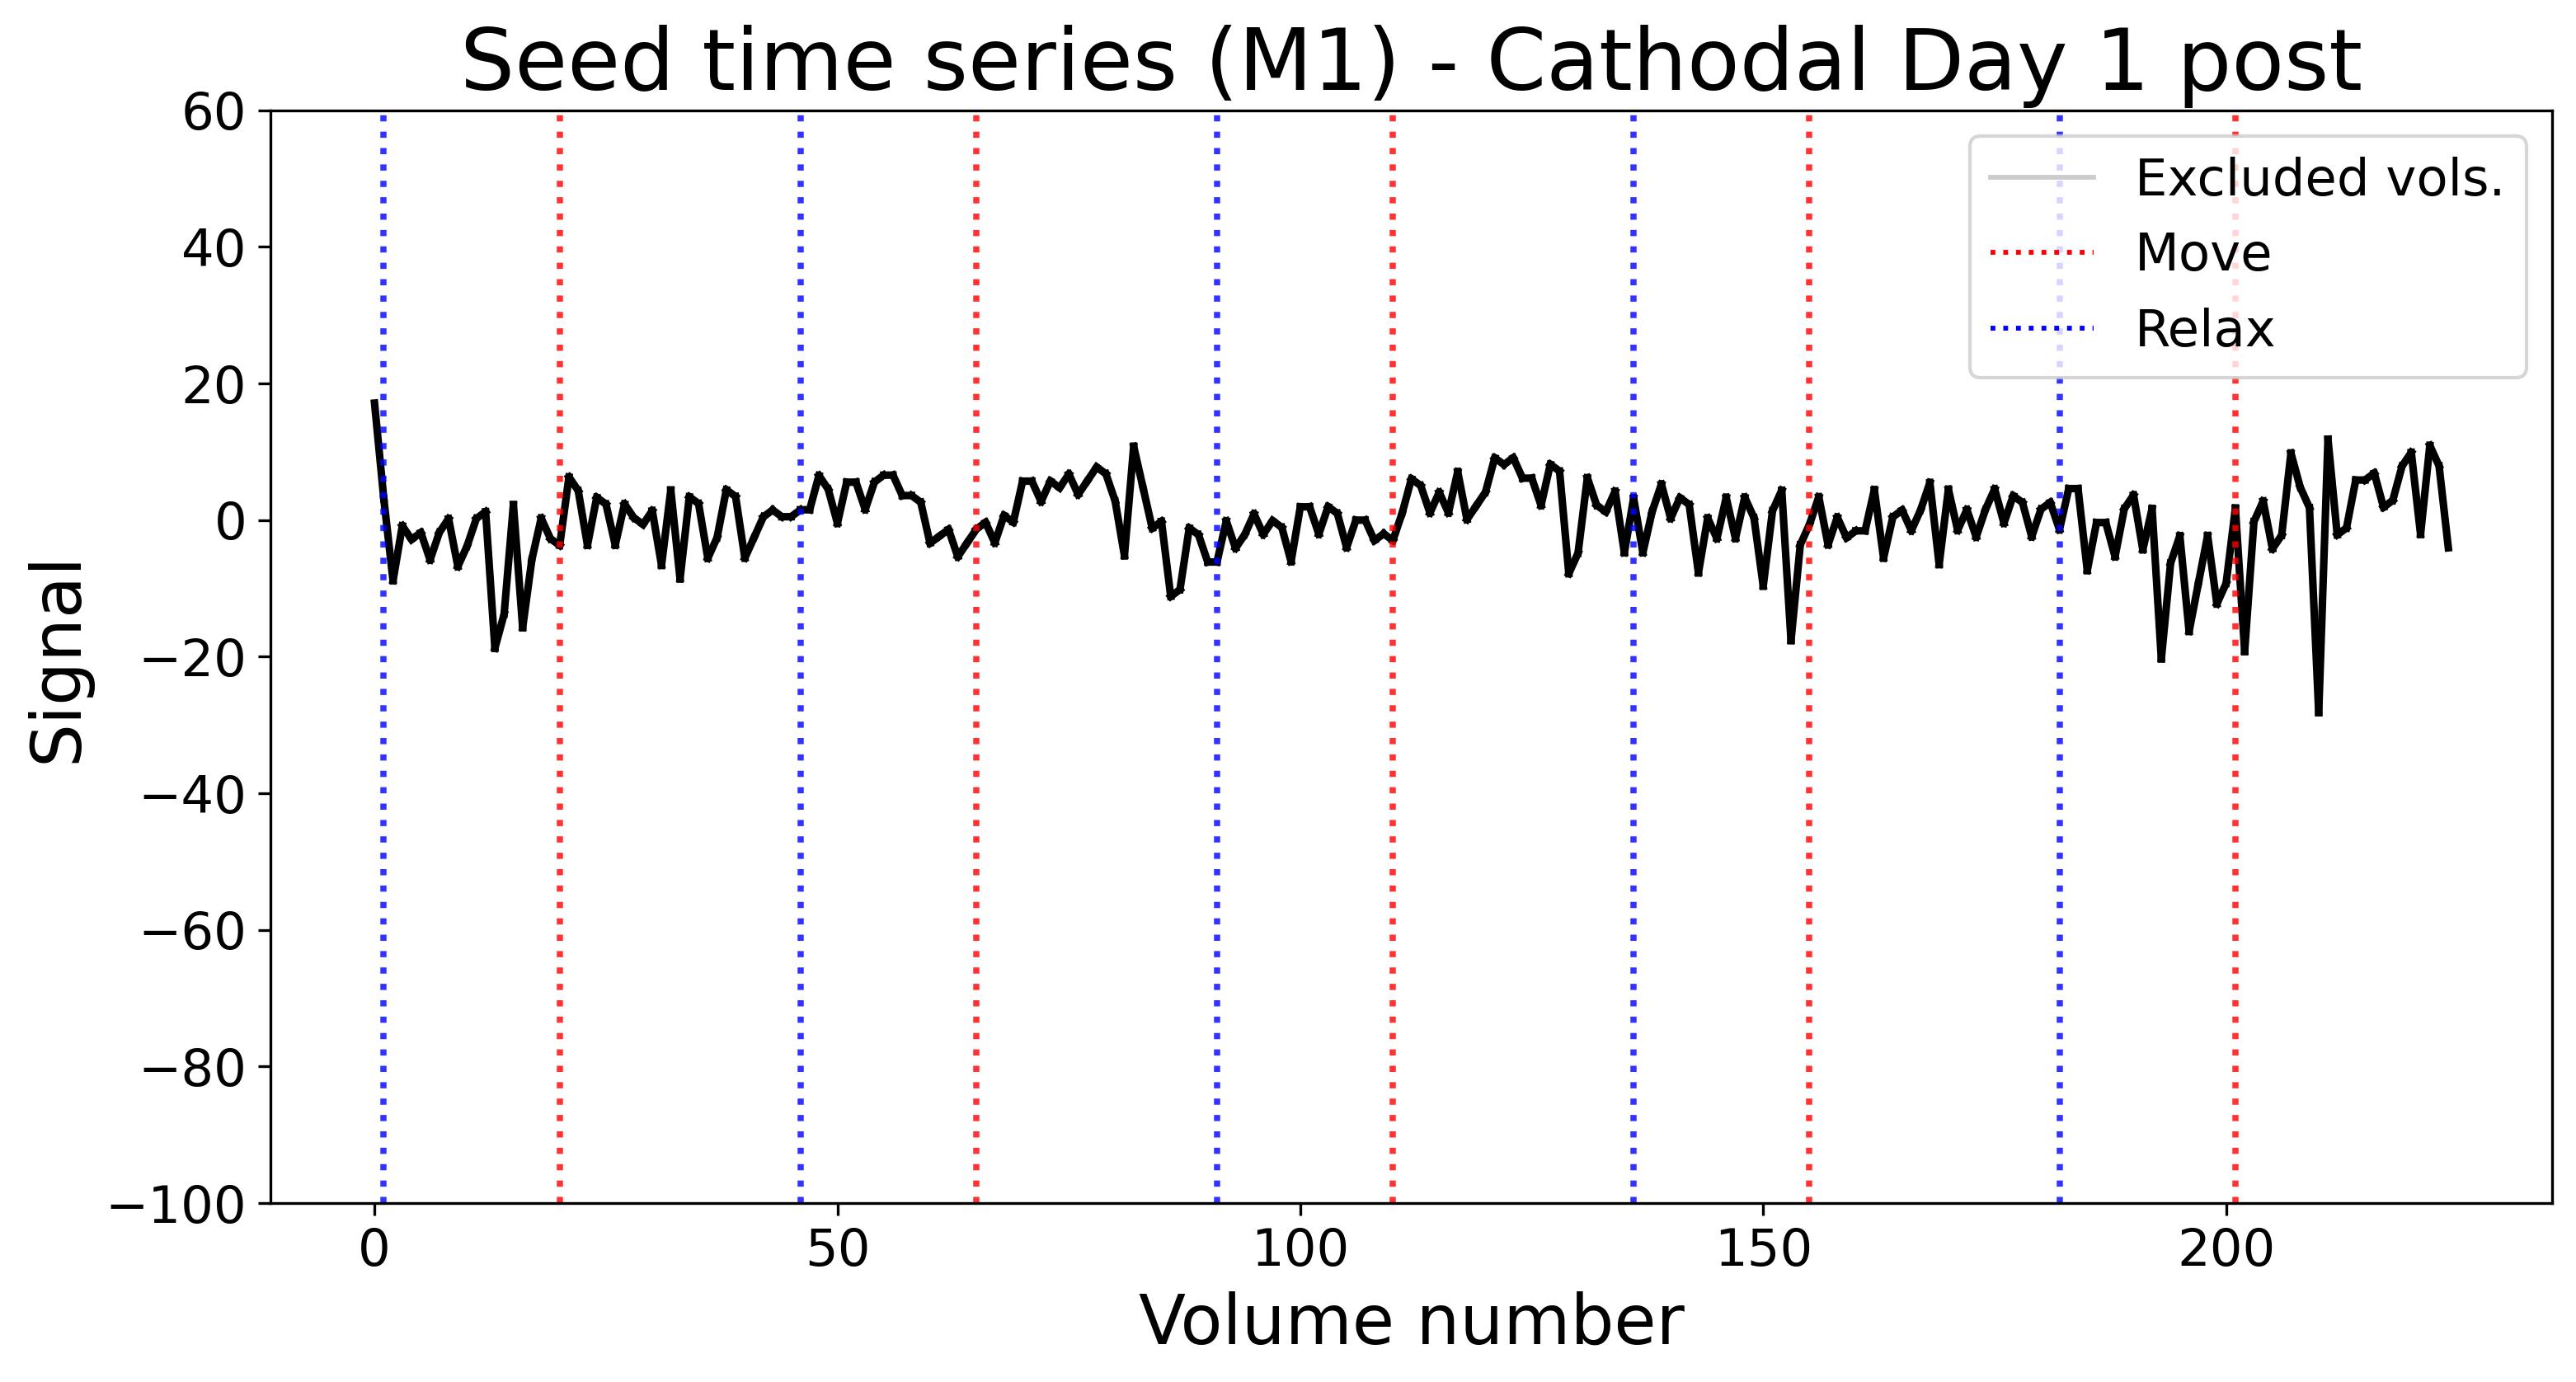 Seed time series (M1) - Cathodal Day 1 post
60
40
20
0
−20
−40
−60
−80
−100
Signal
Excluded vols.
Move
Relax
0 50 100 150 200
Volume number